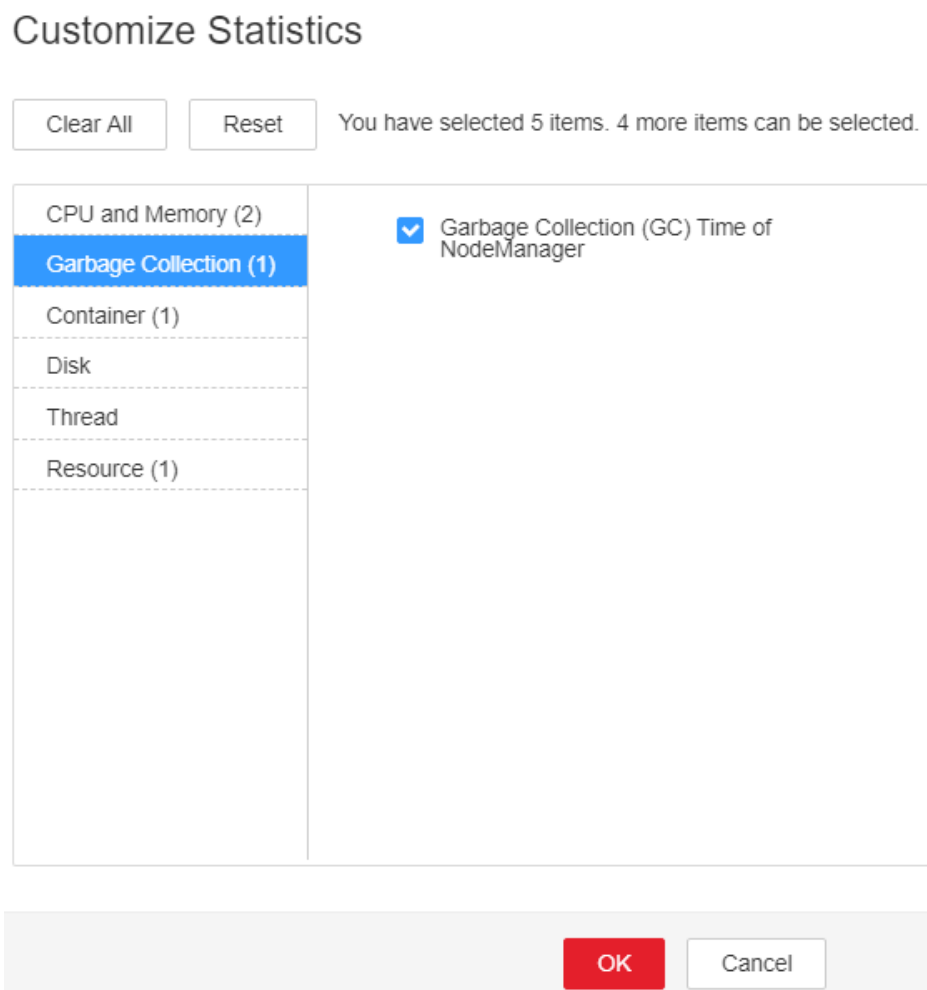 Customize Statistics
Clear All
Reset
You have selected 5 items. 4 more items can be selected.
CPU and Memory (2)
Garbage Collection (1)
Container (1)
Disk
Thread
Resource (1)
Garbage Collection (GC) Time of
NodeManager
OK
Cancel